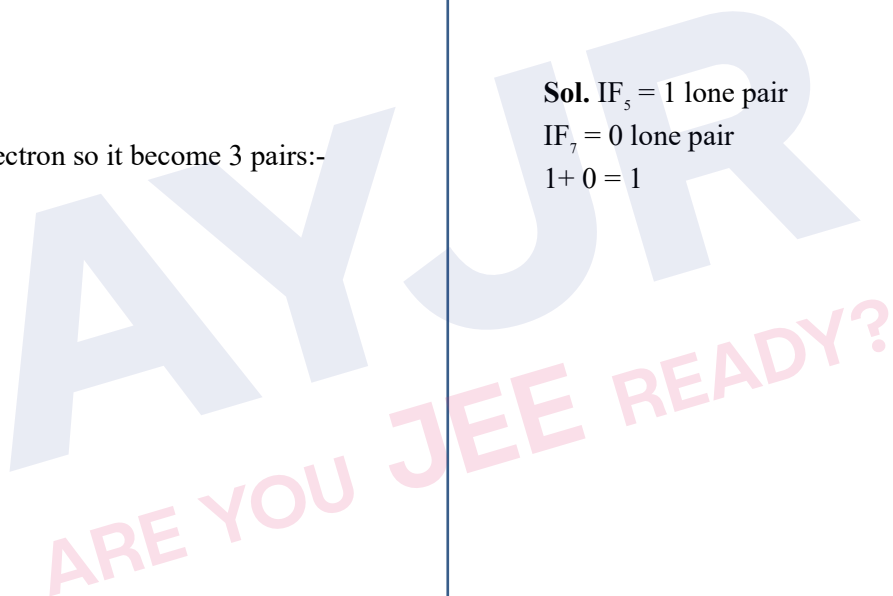 ectron so it become 3 pairs:-
Sol. IF₅ = 1 lone pair
IF₇ = 0 lone pair
1+ 0 = 1
AYJR
ARE YOU JEE READY?